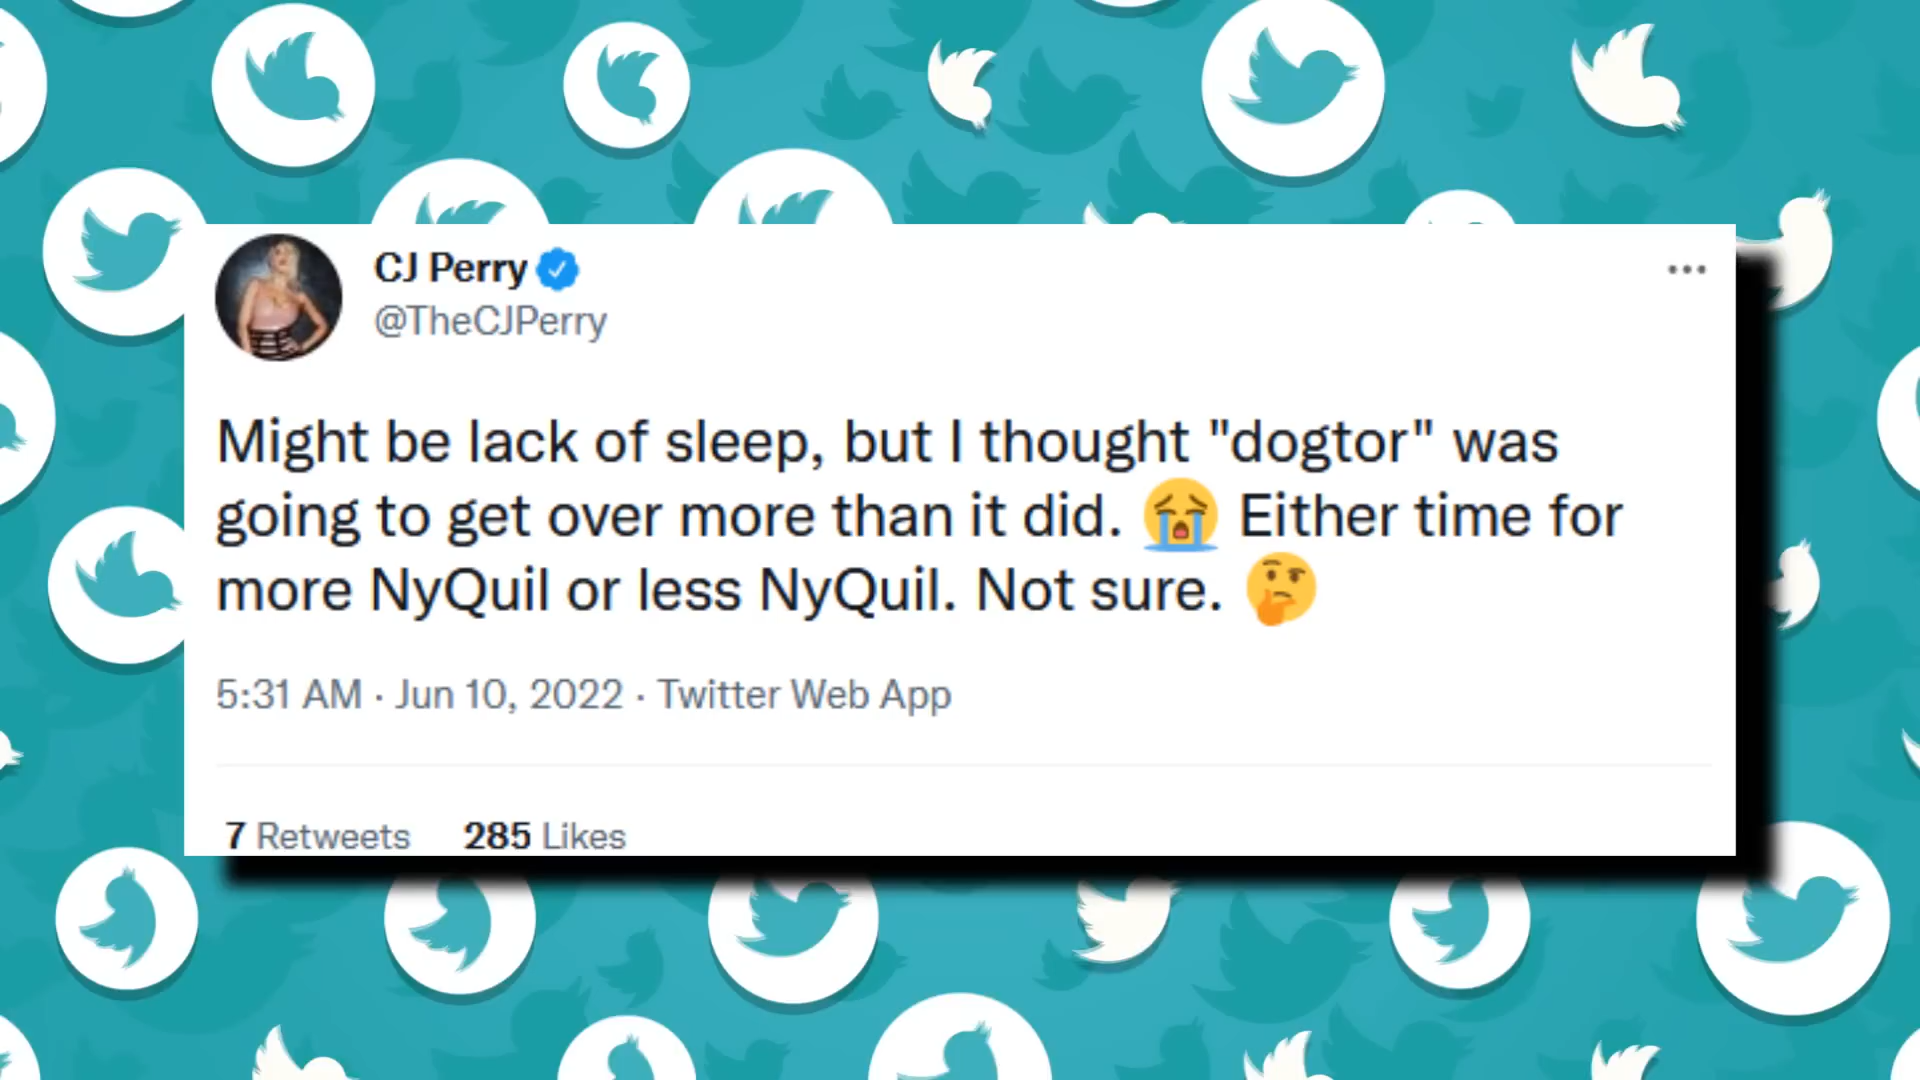 CJ Perry
@TheCJPerry
Might be lack of sleep, but I thought "dogtor" was
going to get over more than it did. 😭 Either time for
more NyQuil or less NyQuil. Not sure. 🤔
5:31 AM · Jun 10, 2022 · Twitter Web App
7 Retweets 285 Likes